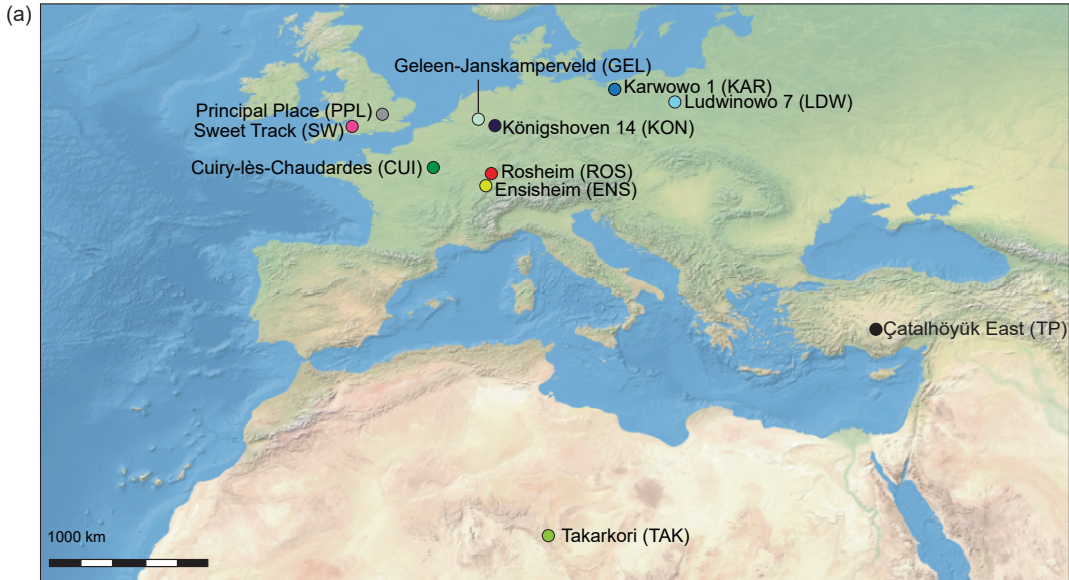 (a)
Geleen-Janskamperveld (GEL)
Karwowo 1 (KAR)
Ludwinowo 7 (LDW)
Principal Place (PPL)
Sweet Track (SW)
Königshoven 14 (KON)
Cuiry-lès-Chaudardes (CUI)
Rosheim (ROS)
Ensisheim (ENS)
Çatalhöyük East (TP)
1000 km
Takarkori (TAK)